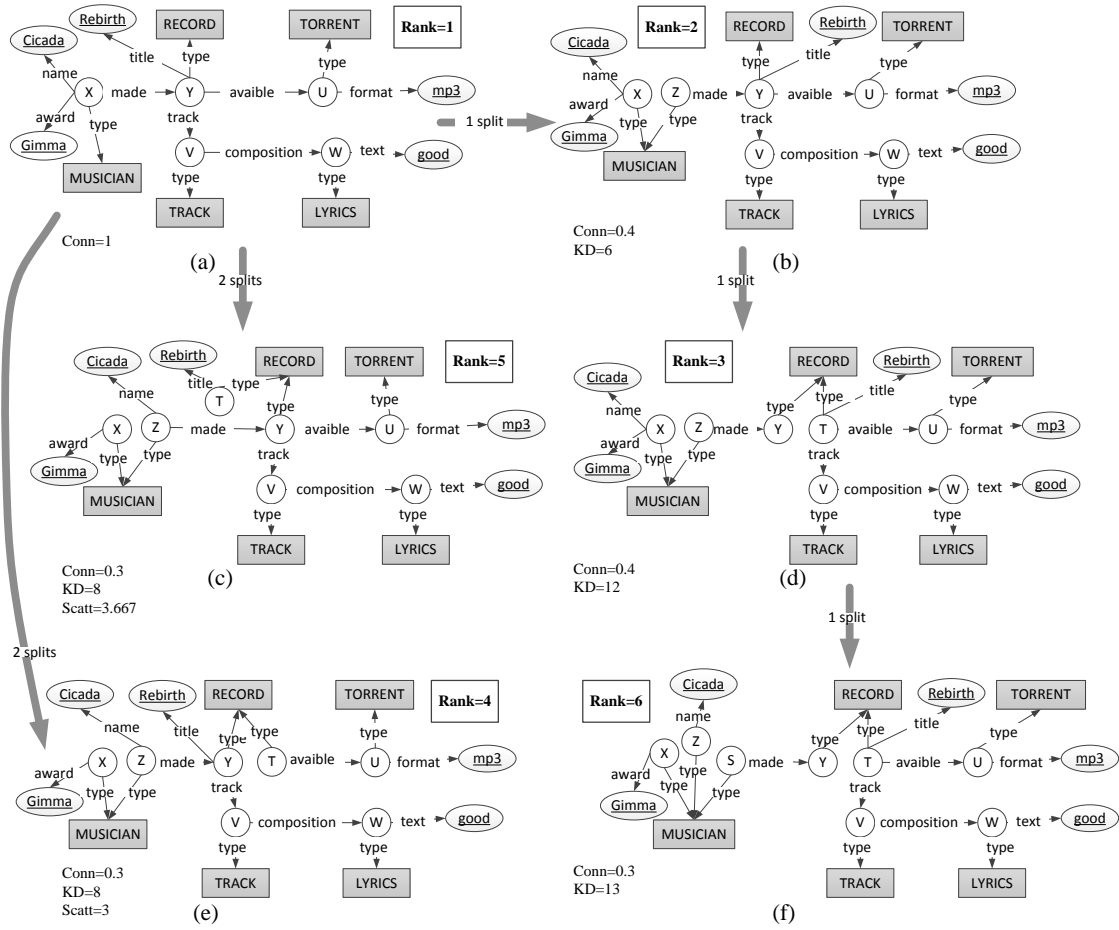 Rebirth
RECORD
TORRENT
Rank=1
Cicada
title
type
type
name
X
made
Y
avaible
U
format
mp3
award
type
track
Gimma
V
composition
W
text
good
MUSICIAN
type
type
TRACK
LYRICS
Conn=1
(a)
1 split
Rank=2
RECORD
Rebirth
TORRENT
Cicada
type
title
type
name
X
Z
made
Y
avaible
U
format
mp3
award
type
type
track
Gimma
V
composition
W
text
good
MUSICIAN
type
type
TRACK
LYRICS
Conn=0.4
KD=6
(b)
2 splits
1 split
Cicada
Rebirth
RECORD
TORRENT
Rank=5
title
type
T
name
type
type
X
Z
made
Y
avaible
U
format
mp3
award
type
type
track
Gimma
V
composition
W
text
good
MUSICIAN
type
type
TRACK
LYRICS
Conn=0.3
KD=8
Scatt=3.667
(c)
Rank=3
RECORD
Rebirth
TORRENT
Cicada
type
type
title
type
name
X
Z
made
Y
T
avaible
U
format
mp3
award
type
type
track
Gimma
V
composition
W
text
good
MUSICIAN
type
type
TRACK
LYRICS
Conn=0.4
KD=12
(d)
2 splits
1 split
Cicada
Rebirth
RECORD
TORRENT
Rank=4
name
title
type
type
type
X
Z
made
Y
T
avaible
U
format
mp3
award
type
type
track
Gimma
V
composition
W
text
good
MUSICIAN
type
type
TRACK
LYRICS
Conn=0.3
KD=8
Scatt=3
(e)
Rank=6
Cicada
RECORD
Rebirth
TORRENT
name
type
type
title
type
X
Z
S
made
Y
T
avaible
U
format
mp3
award
type
type
type
track
Gimma
V
composition
W
text
good
MUSICIAN
type
type
TRACK
LYRICS
Conn=0.3
KD=13
(f)